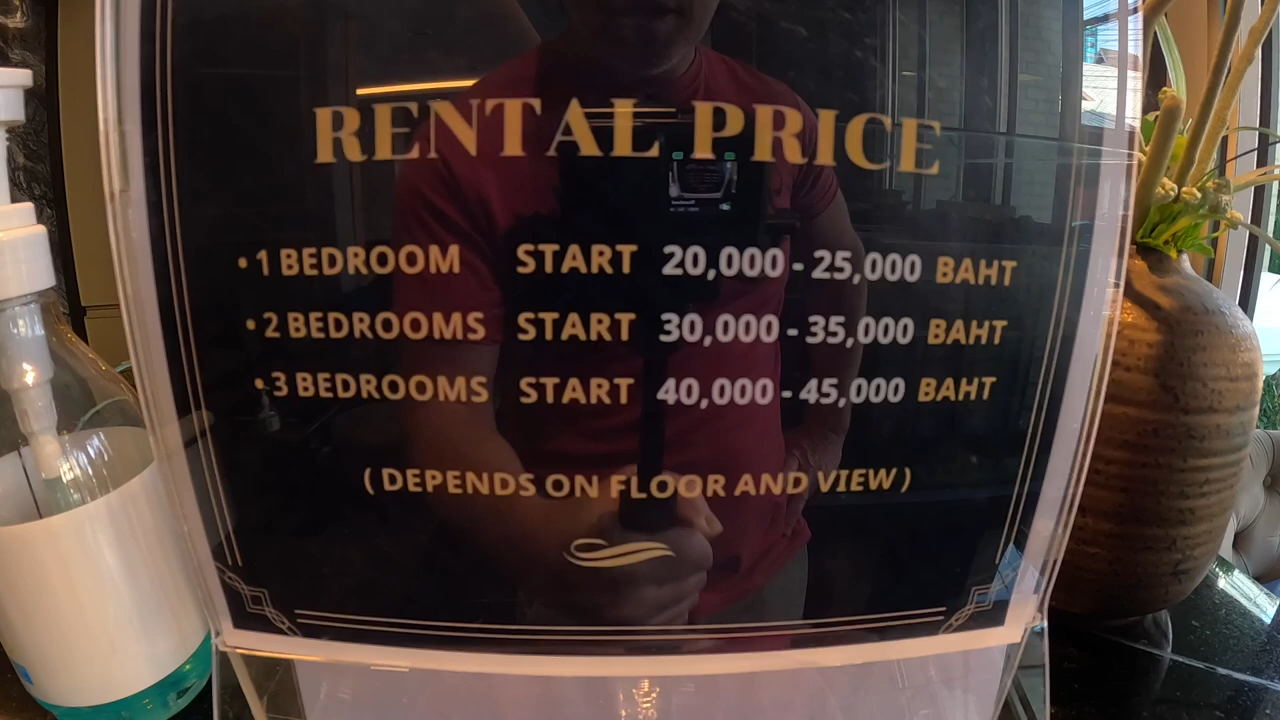 RENTAL PRICE
• 1 BEDROOM START 20,000 - 25,000 BAHT
• 2 BEDROOMS START 30,000 - 35,000 BAHT
• 3 BEDROOMS START 40,000 - 45,000 BAHT
( DEPENDS ON FLOOR AND VIEW )